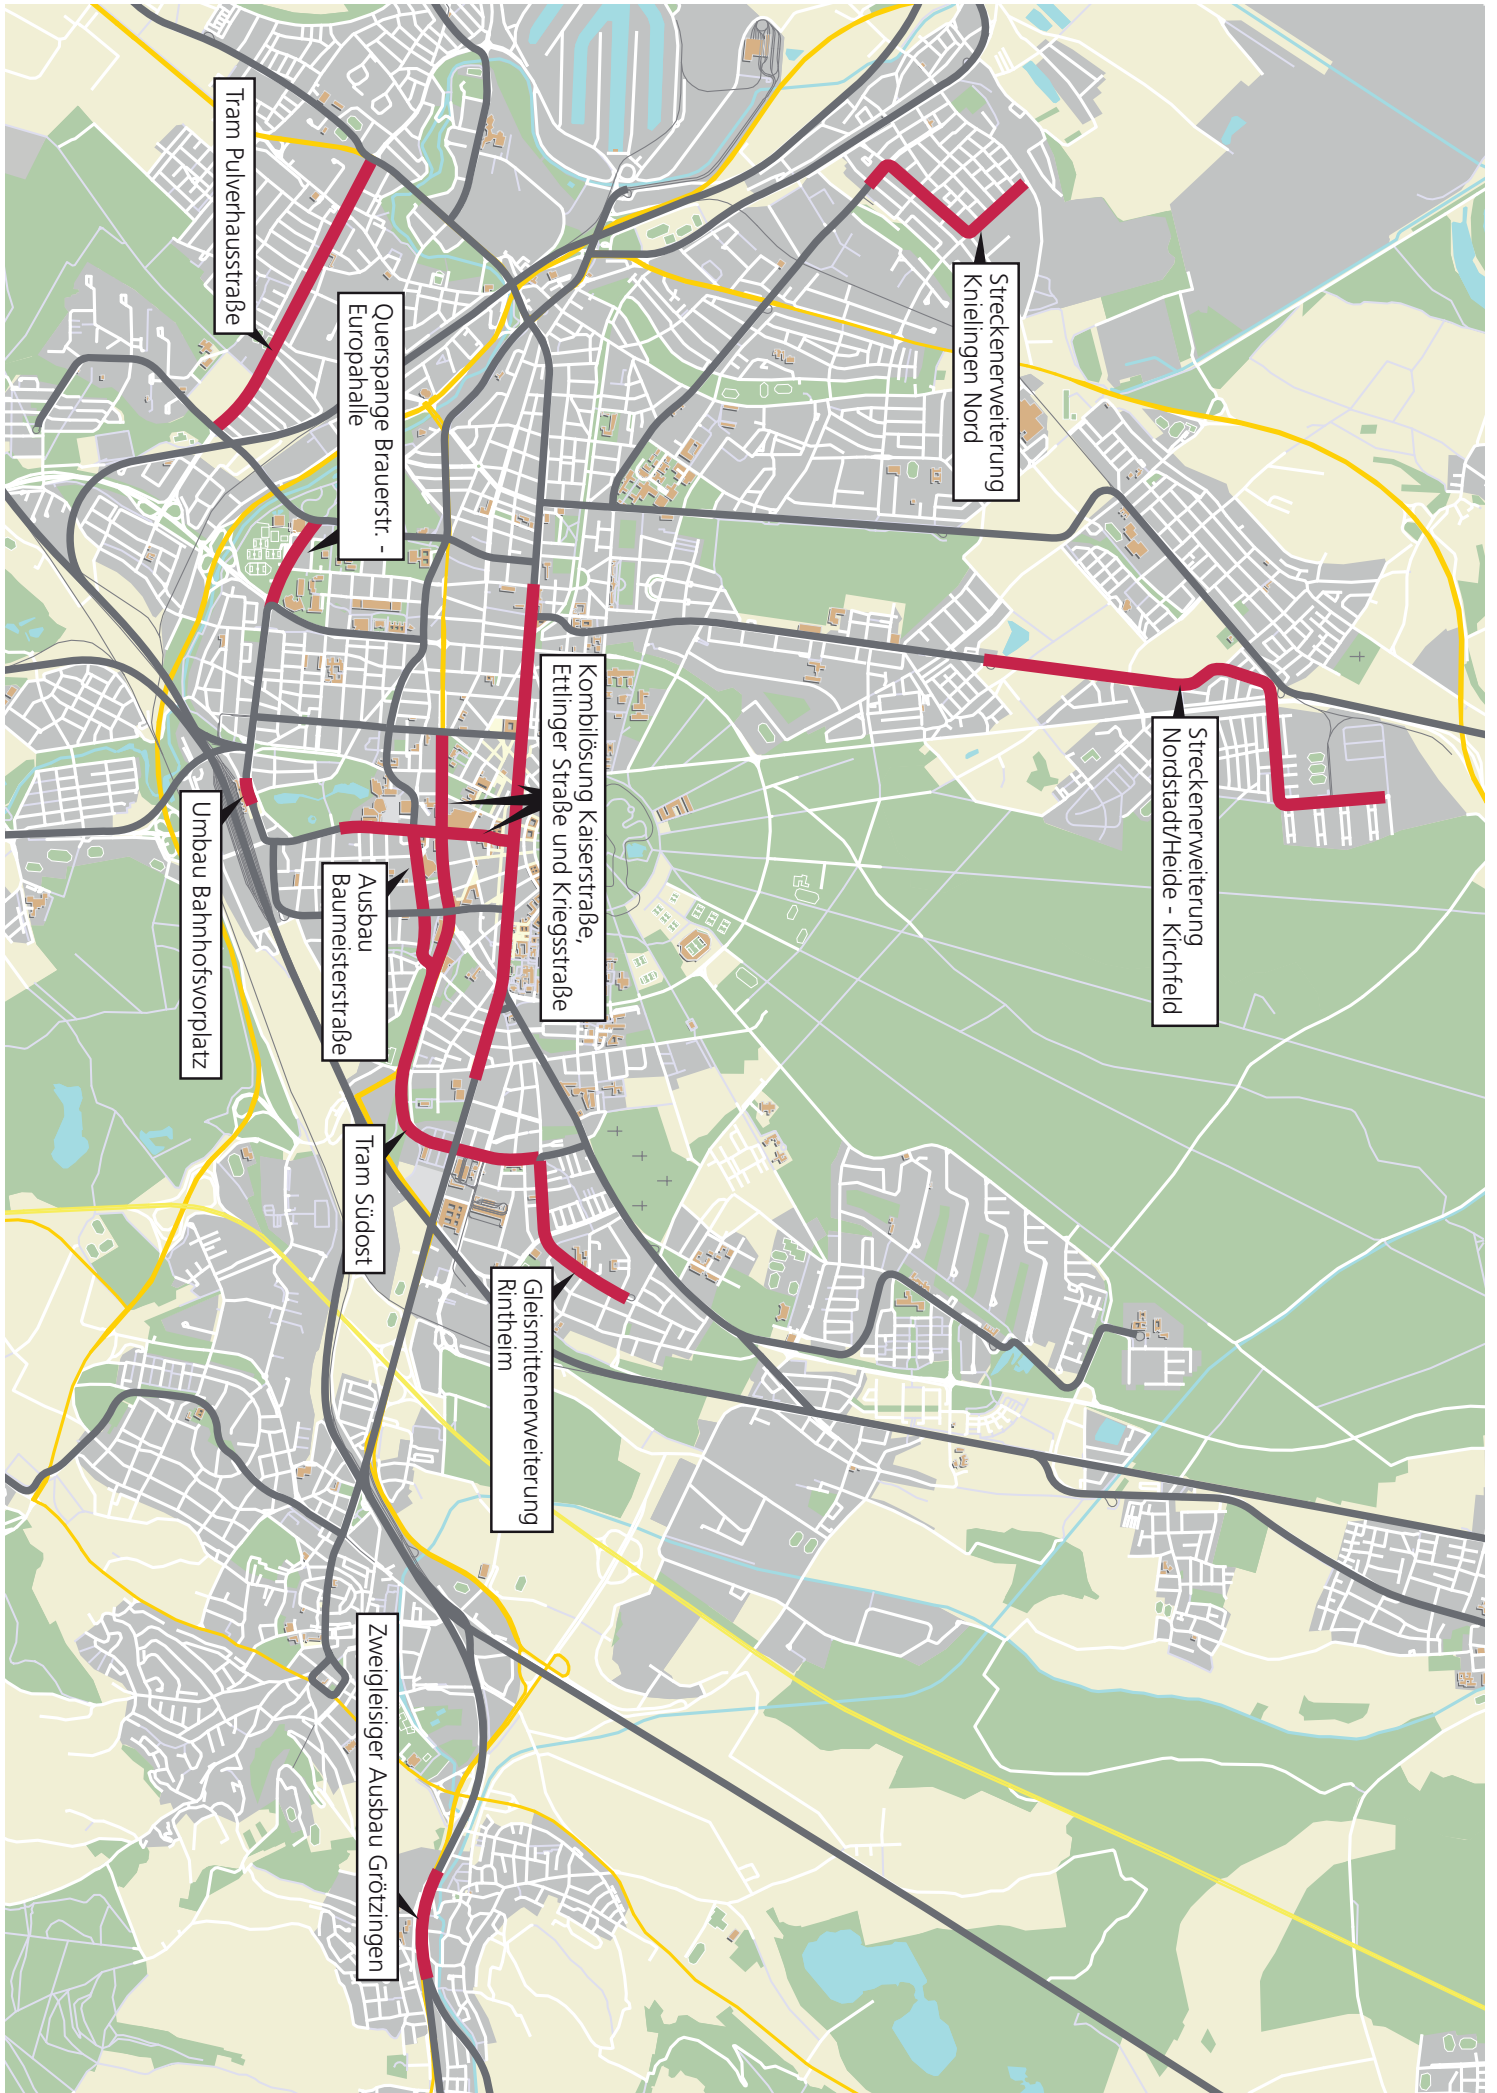 Streckenerweiterung
Knielingen Nord
Streckenerweiterung
Nordstadt/Heide - Kirchfeld
Tram Pulverhausstraße
Querspange Brauerstr. -
Europahalle
Kombilösung Kaiserstraße,
Ettlinger Straße und Kriegsstraße
Umbau Bahnhofsvorplatz
Ausbau
Baumeisterstraße
Tram Südost
Gleismittenerweiterung
Rintheim
Zweigleisiger Ausbau Grötzingen